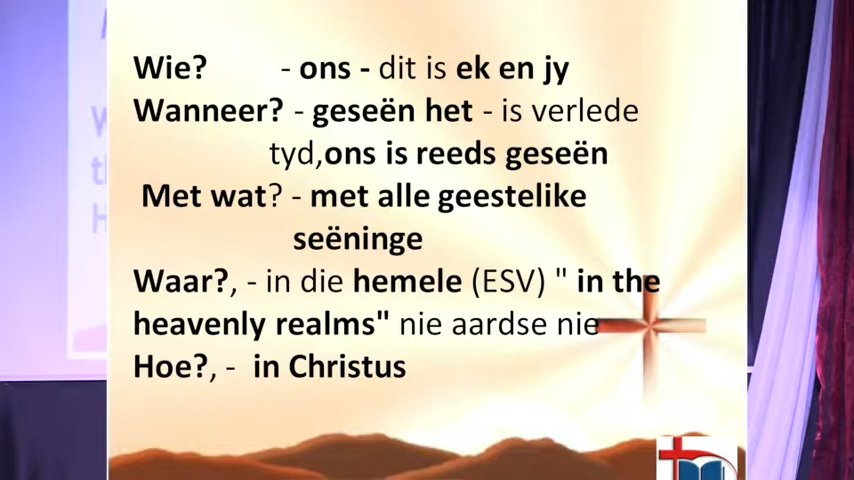 Wie? - ons - dit is ek en jy
Wanneer? - geseën het - is verlede
tyd,ons is reeds geseën
Met wat? - met alle geestelike
seëninge
Waar?, - in die hemele (ESV) " in the
heavenly realms" nie aardse nie
Hoe?, - in Christus